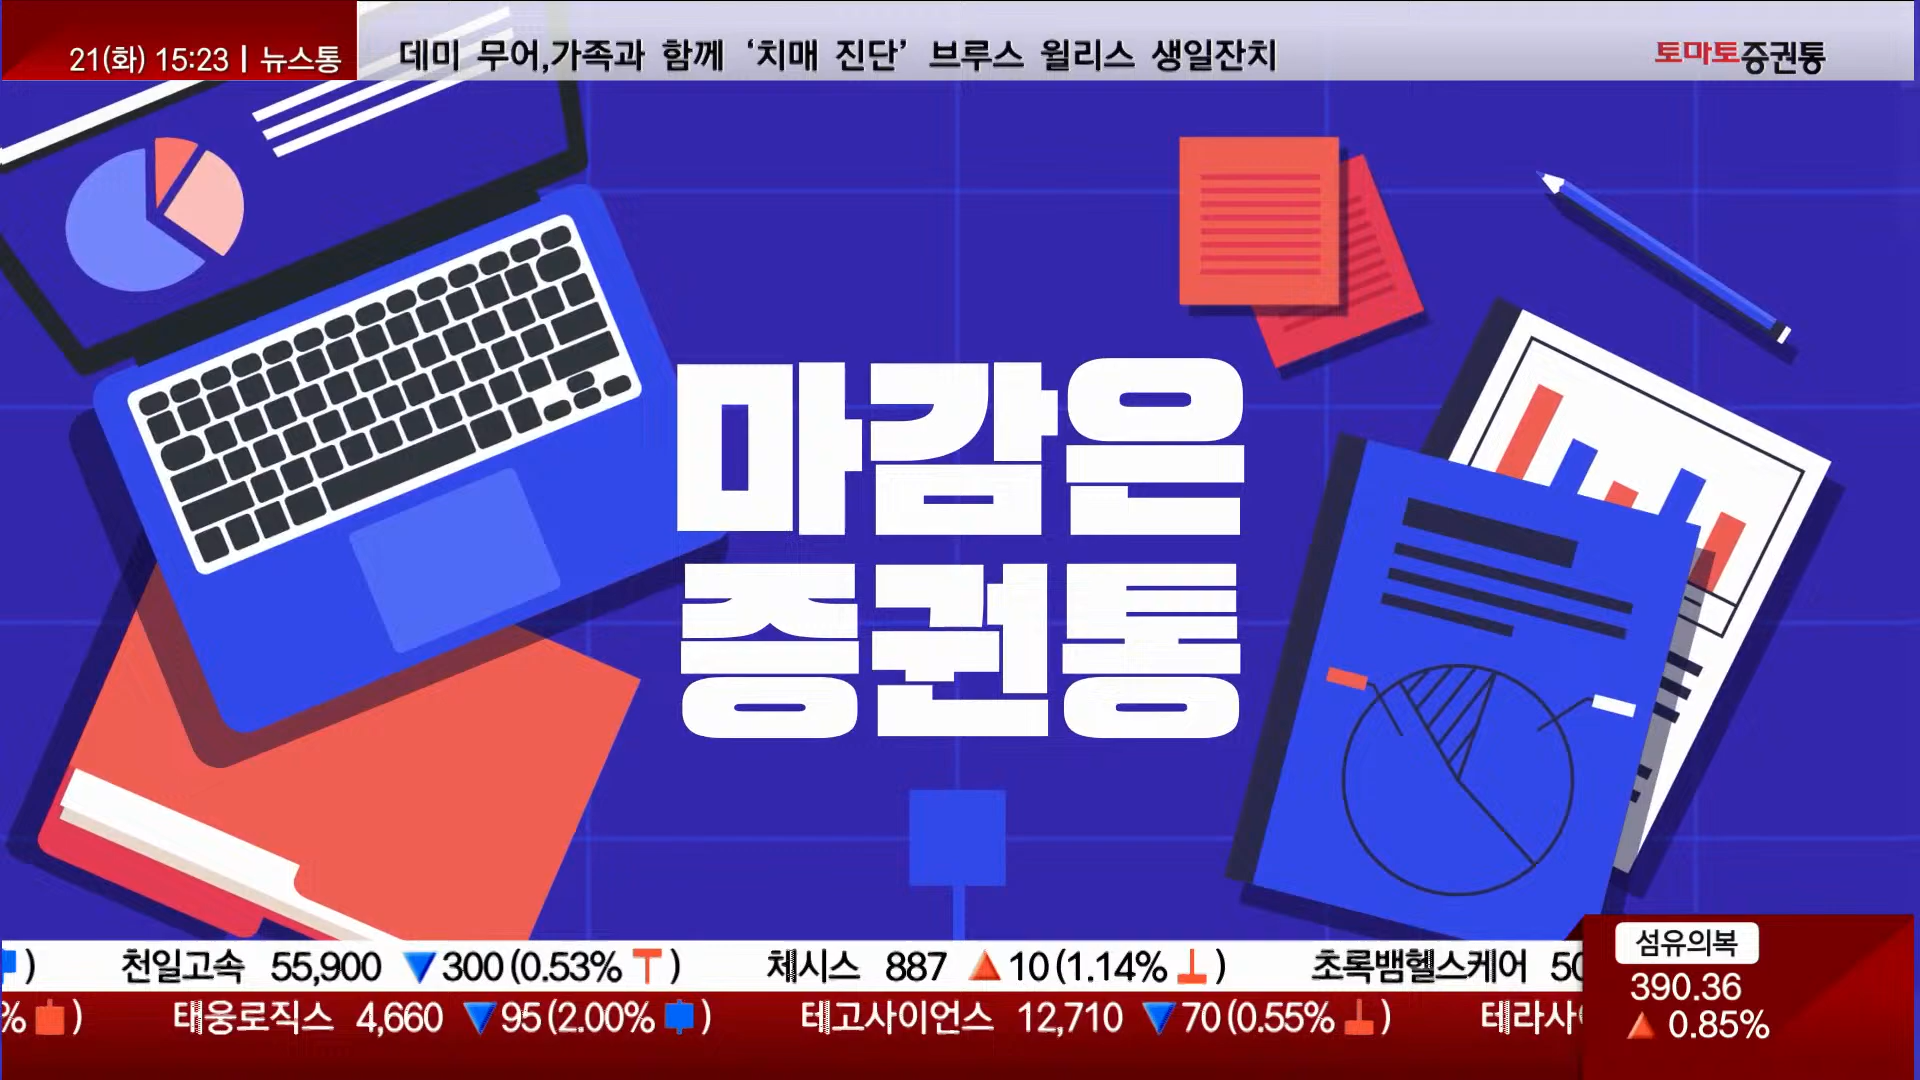 21(화) 15:23 | 뉴스통
데미 무어,가족과 함께 ‘치매 진단’ 브루스 윌리스 생일잔치
토마토증권통
마감은
증권통
) 천일고속 55,900 ▼300(0.53% ) 체시스 887 ▲10(1.14% ) 초록뱀헬스케어
% ) 태웅로직스 4,660 ▼95(2.00% ) 테고사이언스 12,710 ▼70(0.55% )
섬유의복
390.36
▲ 0.85%